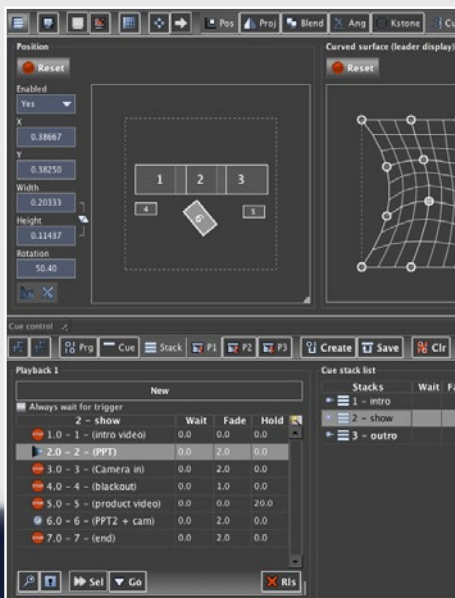 Pos Proj Blend Ang Kstone Cu
Position
Reset
Enabled
Yes
X
0.38667
Y
0.38250
Width
0.20333
Height
0.11437
Rotation
50.40
1 2 3
4 6 5
Curved surface (leader display)
Reset
Cue control
Prg Cue Stack P1 P2 P3 Create Save Clr
Playback 1
New
Always wait for trigger
2 - show Wait Fade Hold
1.0 - 1 - (intro video) 0.0 0.0 0.0
2.0 - 2 - (PPT) 0.0 2.0 0.0
3.0 - 3 - (Camera in) 0.0 2.0 0.0
4.0 - 4 - (blackout) 0.0 1.0 0.0
5.0 - 5 - (product video) 0.0 0.0 20.0
6.0 - 6 - (PPT2 + cam) 0.0 2.0 0.0
7.0 - 7 - (end) 0.0 2.0 0.0
Sel Go Rls
Cue stack list
Stacks Wait Fa
1 - intro
2 - show
3 - outro